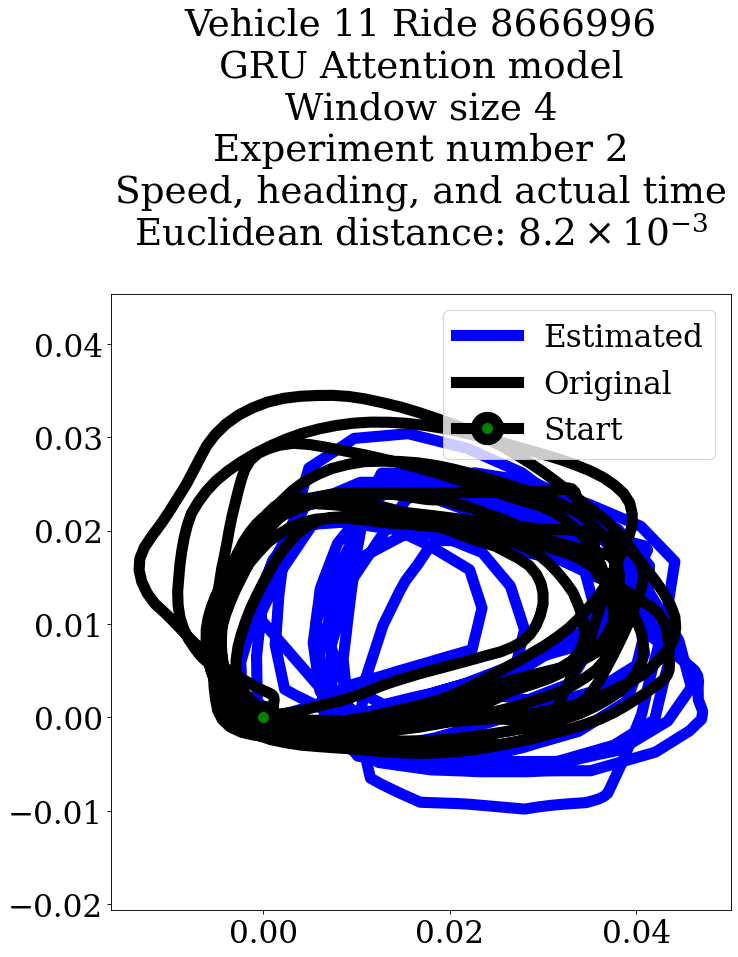 Vehicle 11 Ride 8666996
GRU Attention model
Window size 4
Experiment number 2
Speed, heading, and actual time
Euclidean distance: 8.2 × 10⁻³
Estimated
Original
Start
0.04
0.03
0.02
0.01
0.00
−0.01
−0.02
0.00 0.02 0.04